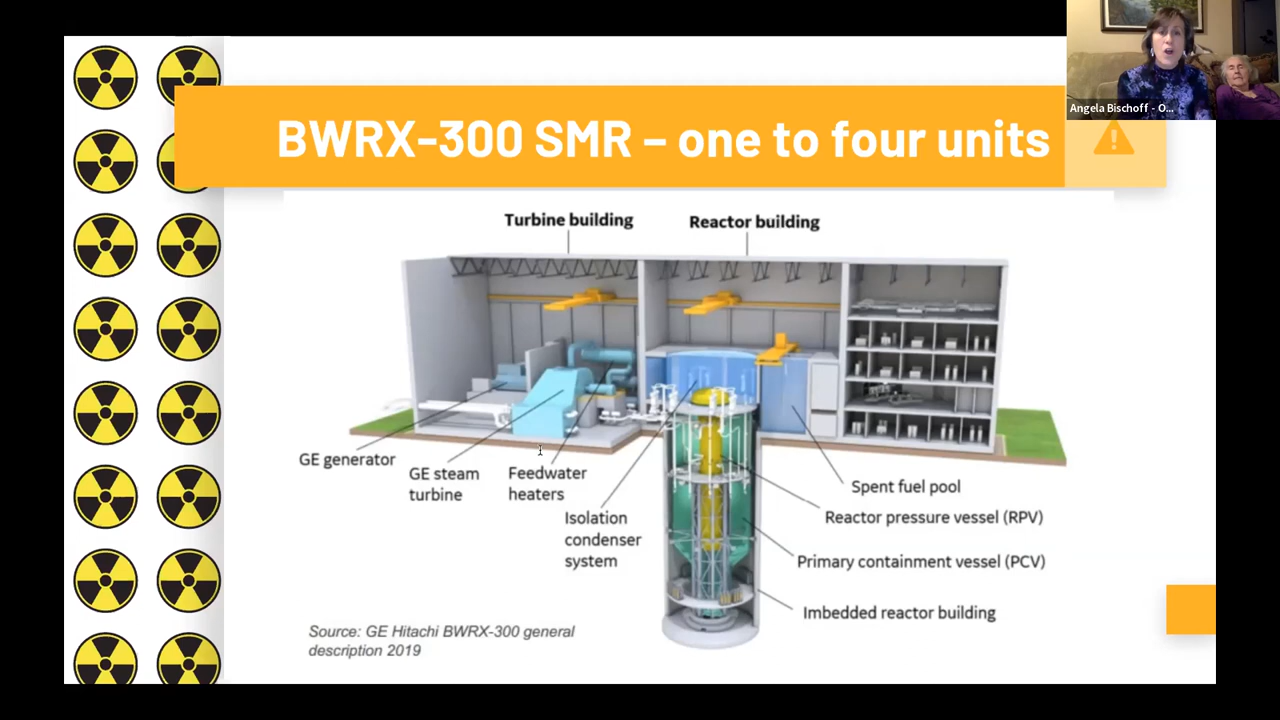 Angela Bischoff - O...
BWRX-300 SMR – one to four units
Turbine building
Reactor building
GE generator
GE steam
turbine
Feedwater
heaters
Isolation
condenser
system
Spent fuel pool
Reactor pressure vessel (RPV)
Primary containment vessel (PCV)
Imbedded reactor building
Source: GE Hitachi BWRX-300 general
description 2019